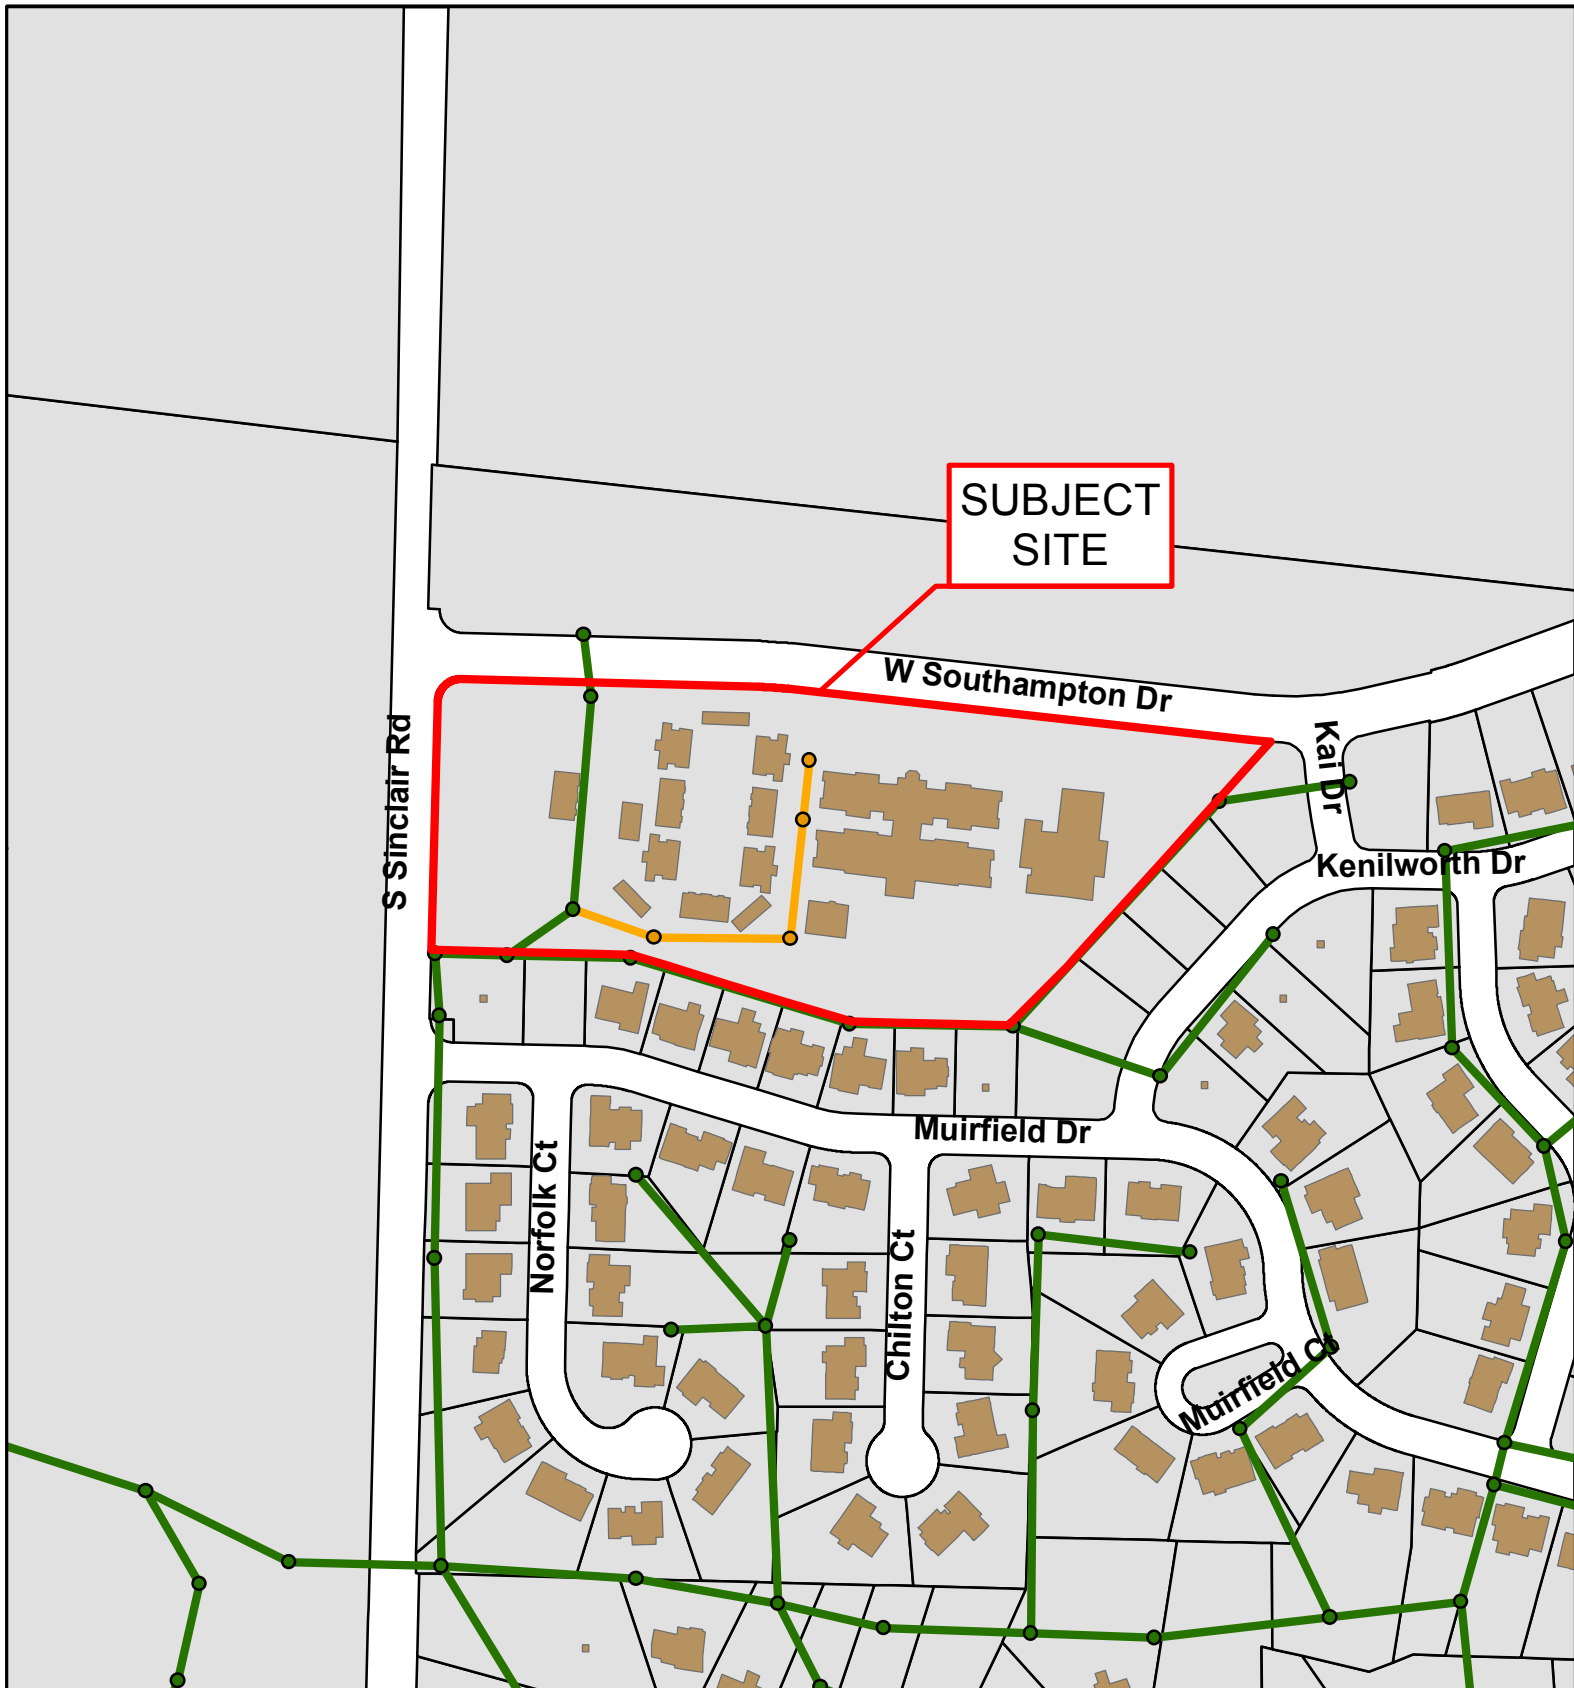 SUBJECT
SITE
W Southampton Dr
S Sinclair Rd
Kai Dr
Kenilworth Dr
Muirfield Dr
Norfolk Ct
Chilton Ct
Muirfield Ct